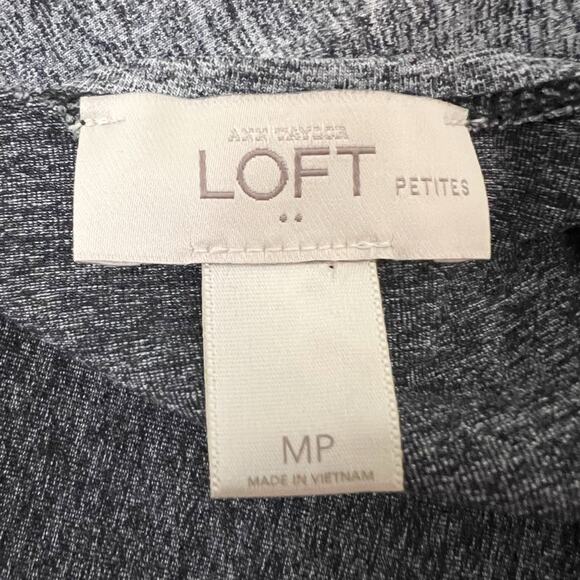 ANN TAYLOR
LOFT PETITES
MP
MADE IN VIETNAM